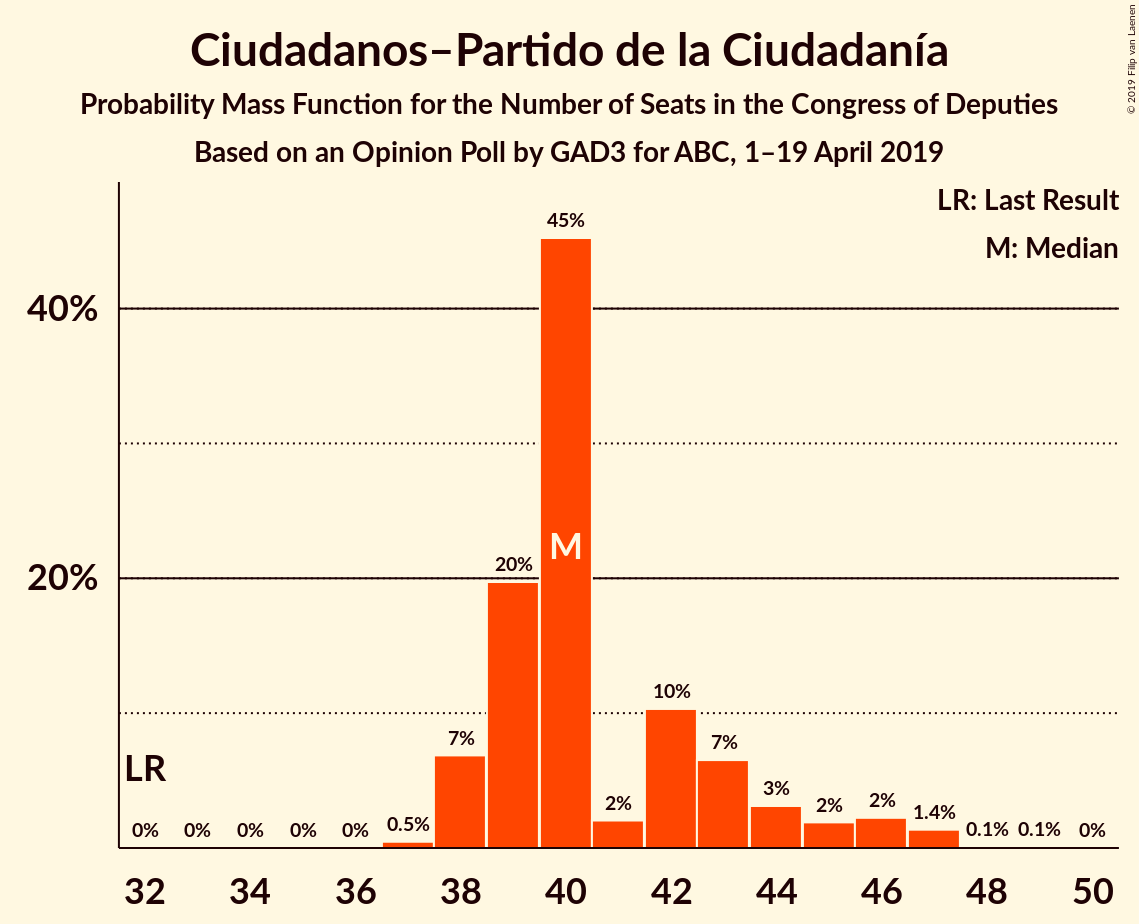 Ciudadanos–Partido de la Ciudadanía
Probability Mass Function for the Number of Seats in the Congress of Deputies
Based on an Opinion Poll by GAD3 for ABC, 1–19 April 2019
© 2019 Filip van Laenen
LR: Last Result
M: Median
45%
40%
M
20%
20%
10%
7%
7%
LR
3%
2%
2%
2%
1.4%
0.5%
0% 0% 0% 0% 0% 0.1% 0.1% 0%
32 34 36 38 40 42 44 46 48 50